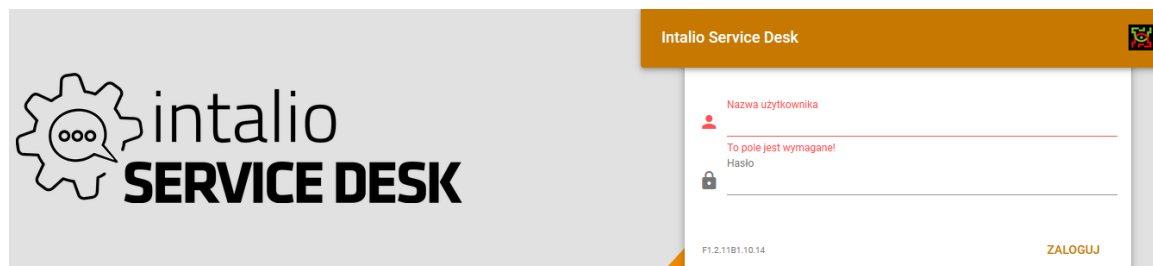 intalio
SERVICE DESK
Intalio Service Desk
Nazwa użytkownika
To pole jest wymagane!
Hasło
F1.2.11B1.10.14
ZALOGUJ